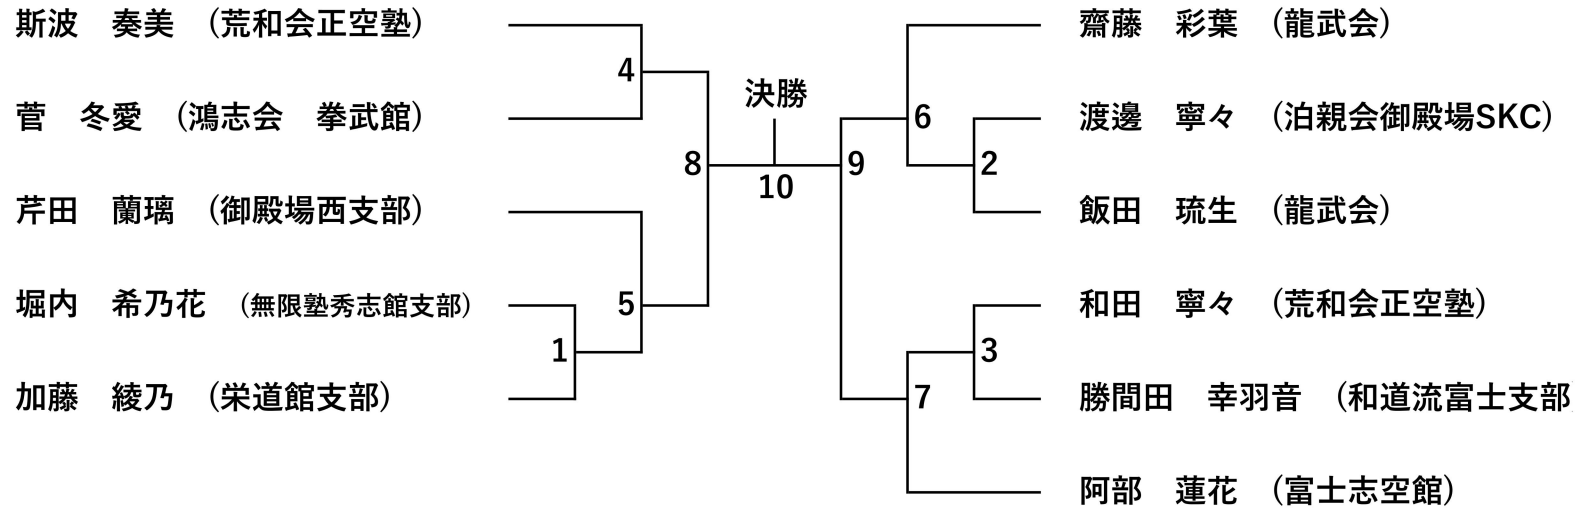 斯波　奏美　（荒和会正空塾）
菅　冬愛　（鴻志会　拳武館）
芹田　蘭璃　（御殿場西支部）
堀内　希乃花　（無限塾秀志館支部）
加藤　綾乃　（栄道館支部）
4
5
1
8
決勝
10
9
6
2
3
7
齋藤　彩葉　（龍武会）
渡邊　寧々　（泊親会御殿場SKC）
飯田　琉生　（龍武会）
和田　寧々　（荒和会正空塾）
勝間田　幸羽音　（和道流富士支部
阿部　蓮花　（富士志空館）